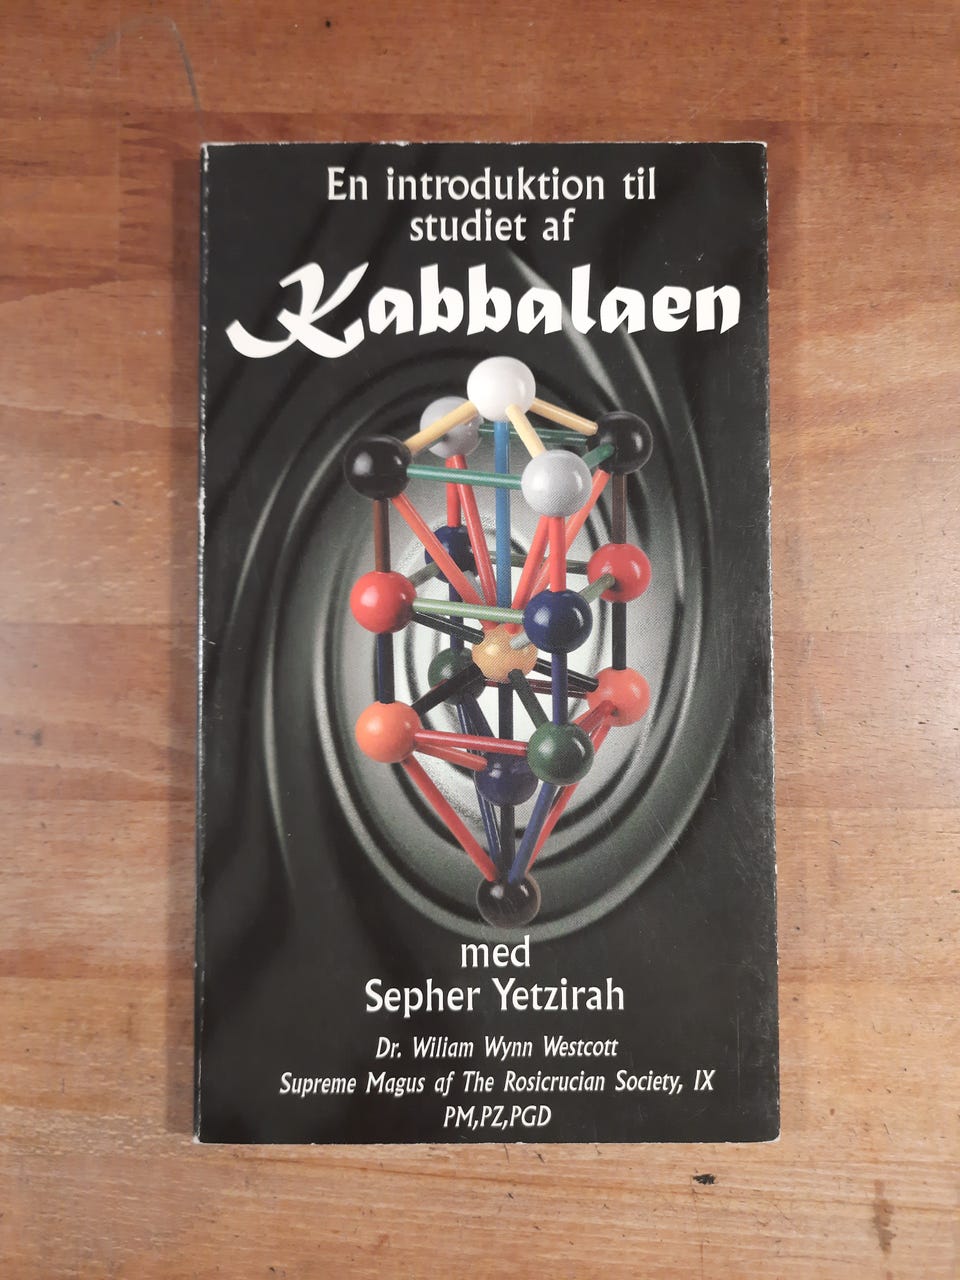 En introduktion til
studiet af
Kabbalaen
med
Sepher Yetzirah
Dr. Wiliam Wynn Westcott
Supreme Magus af The Rosicrucian Society, IX
PM,PZ,PGD